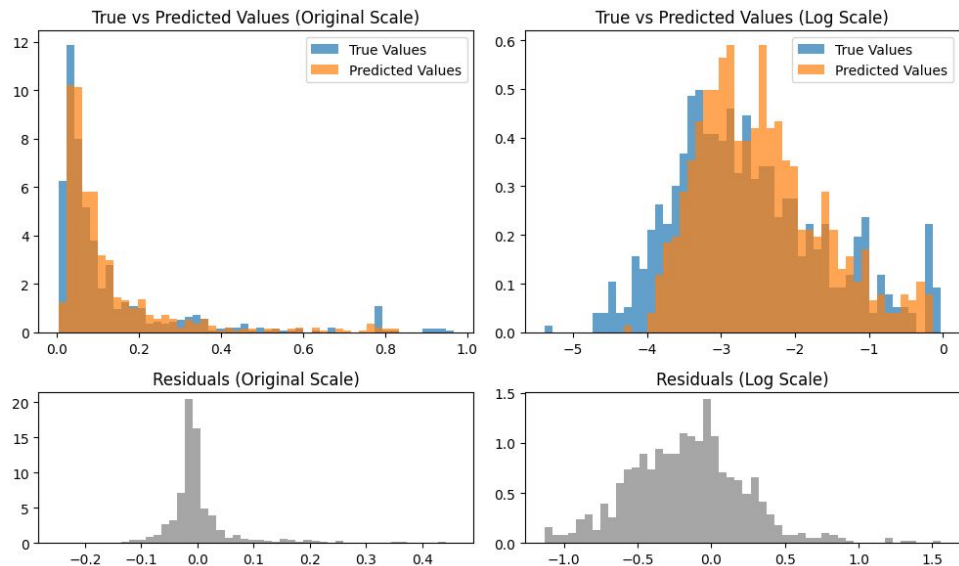 True vs Predicted Values (Original Scale)
True Values
Predicted Values
12
10
8
6
4
2
0
0.0 0.2 0.4 0.6 0.8 1.0
True vs Predicted Values (Log Scale)
True Values
Predicted Values
0.6
0.5
0.4
0.3
0.2
0.1
0.0
−5 −4 −3 −2 −1 0
Residuals (Original Scale)
20
15
10
5
0
−0.2 −0.1 0.0 0.1 0.2 0.3 0.4
Residuals (Log Scale)
1.5
1.0
0.5
0.0
−1.0 −0.5 0.0 0.5 1.0 1.5